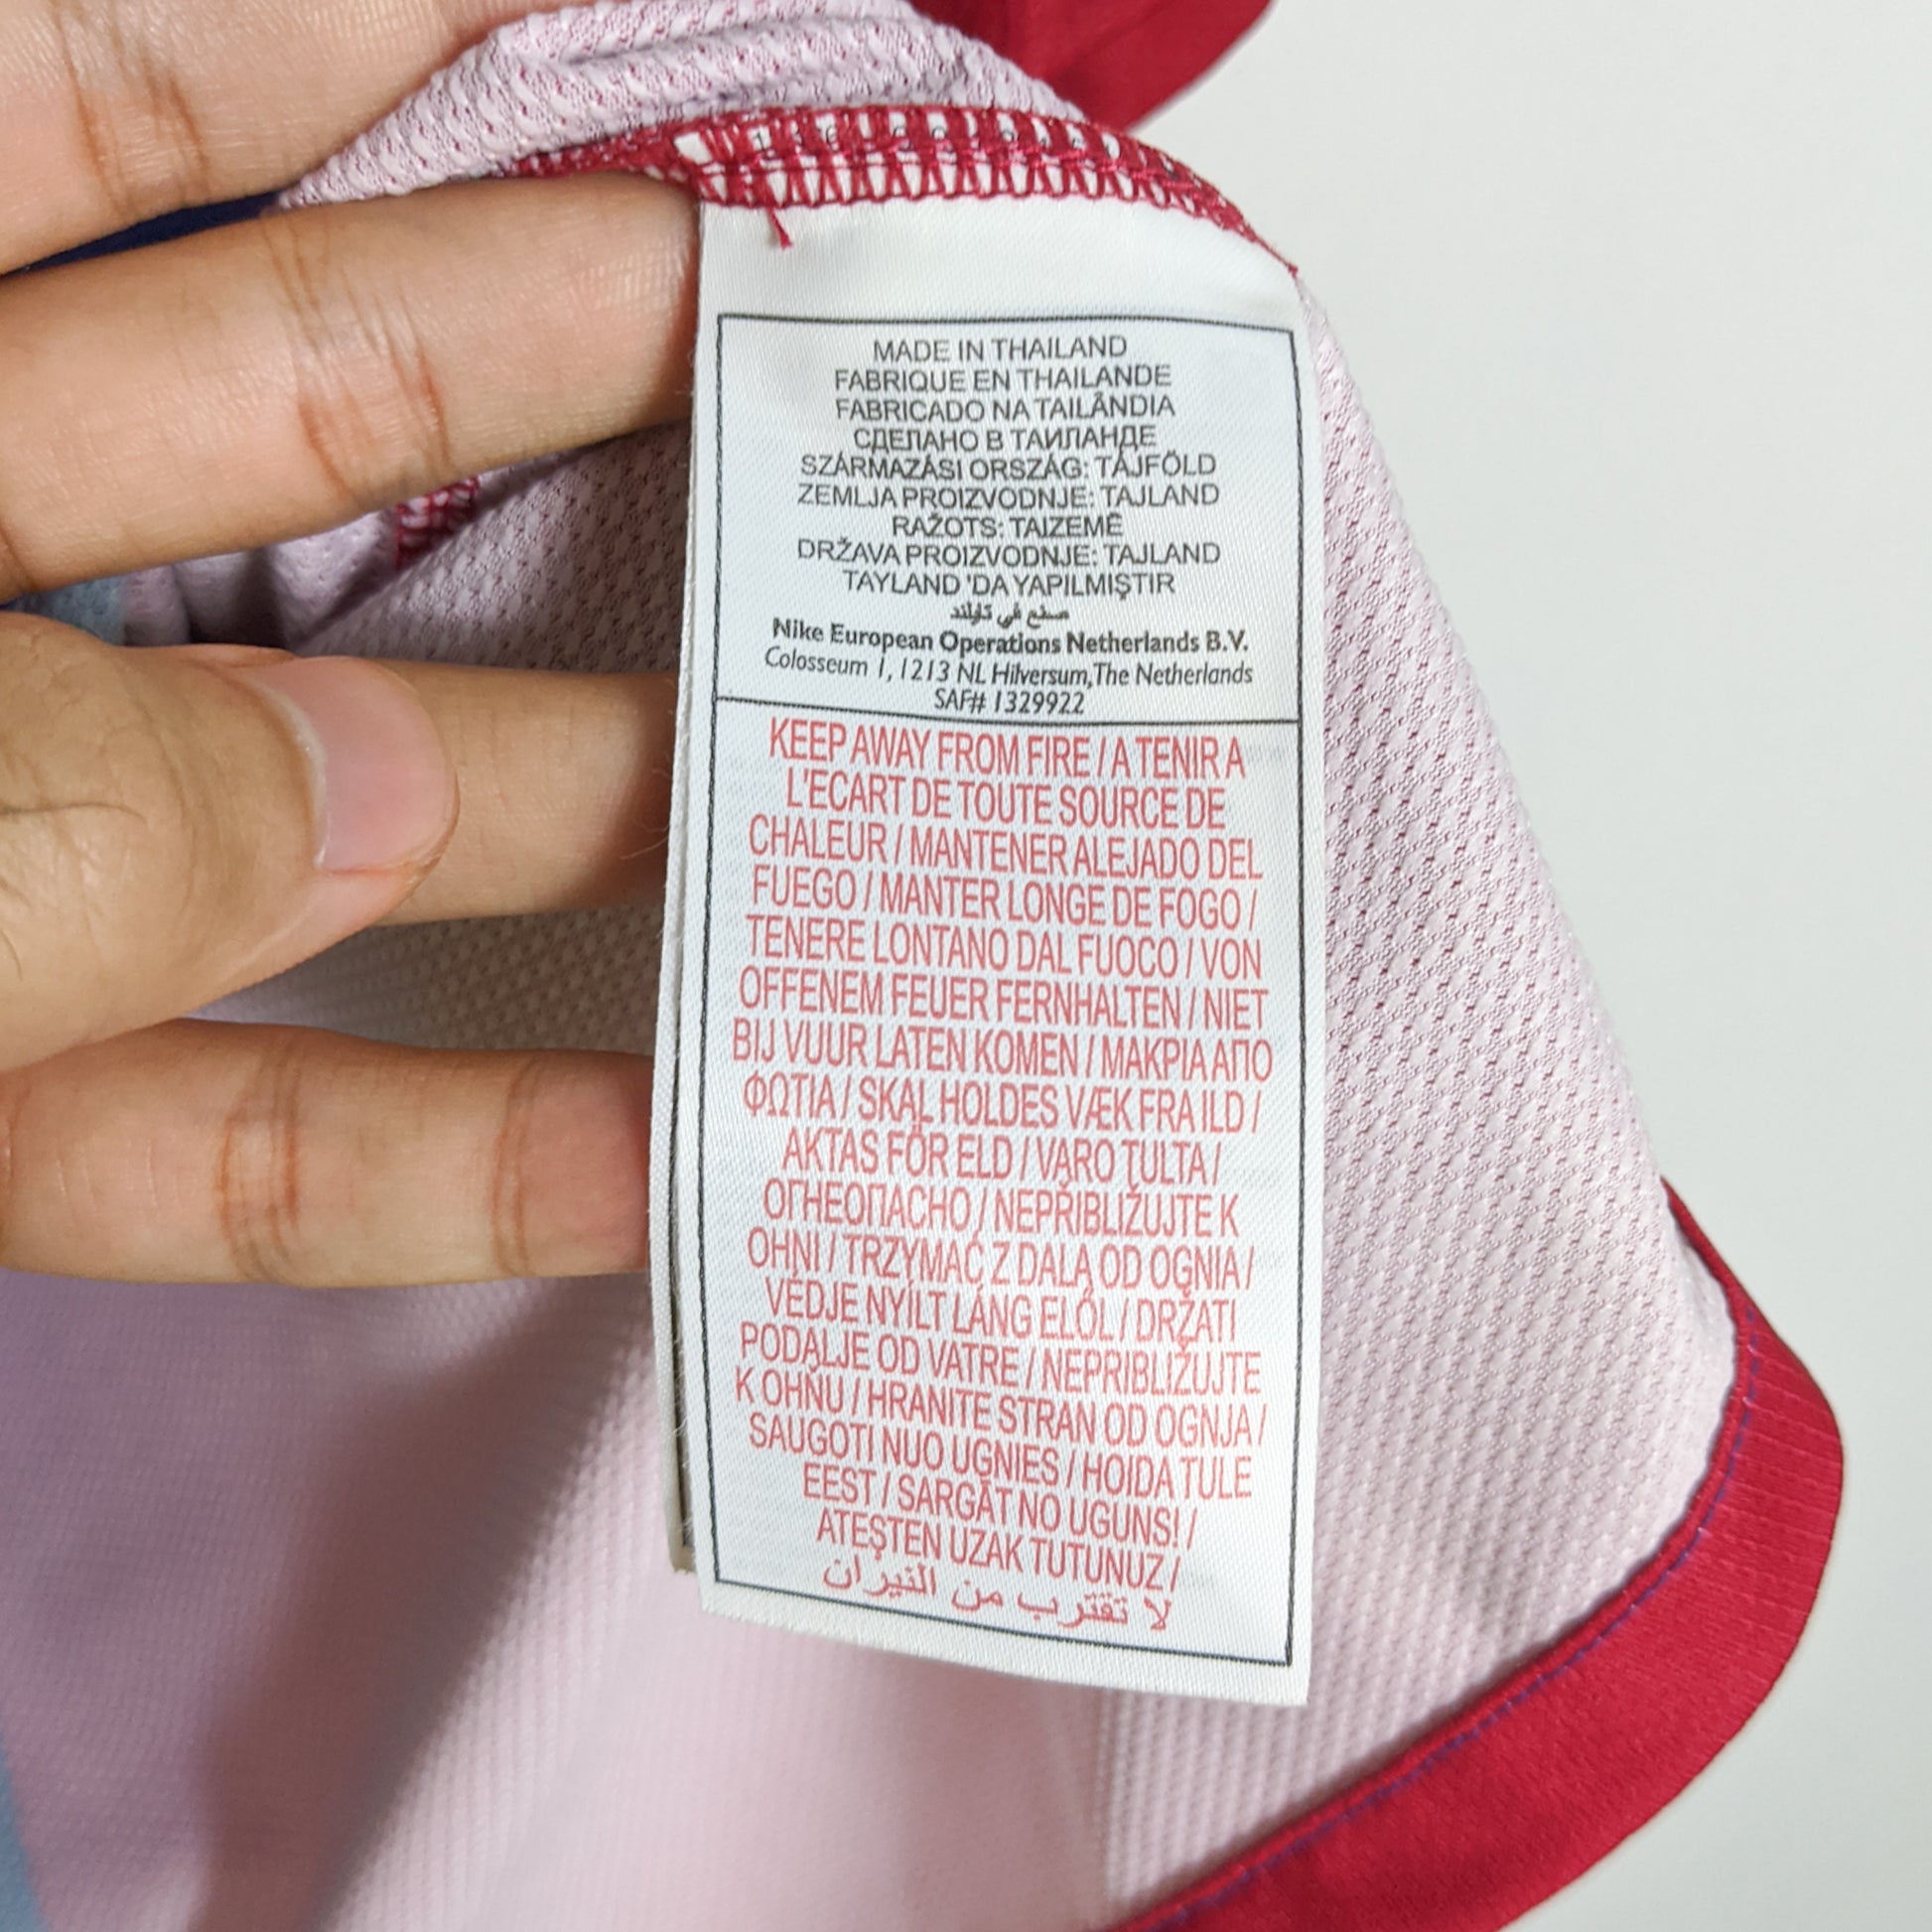 MADE IN THAILAND
FABRIQUE EN THAILANDE
FABRICADO NA TAILÂNDIA
СДЕЛАНО В ТАИЛАНДЕ
SZÁRMAZÁSI ORSZÁG: TÁJFÖLD
ZEMLJA PROIZVODNJE: TAJLAND
RAŽOTS: TAIZEMĒ
DRŽAVA PROIZVODNJE: TAJLAND
TAYLAND 'DA YAPILMIŞTIR
صنع في تايلند
Nike European Operations Netherlands B.V.
Colosseum 1, 1213 NL Hilversum, The Netherlands
SAF# 1329922
KEEP AWAY FROM FIRE / A TENIR A
L'ECART DE TOUTE SOURCE DE
CHALEUR / MANTENER ALEJADO DEL
FUEGO / MANTER LONGE DE FOGO /
TENERE LONTANO DAL FUOCO / VON
OFFENEM FEUER FERNHALTEN / NIET
BIJ VUUR LATEN KOMEN / ΜΑΚΡΙΑ ΑΠΟ
ΦΩΤΙΑ / SKAL HOLDES VÆK FRA ILD /
AKTAS FÖR ELD / VARO TULTA /
ОГНЕОПАСНО / NEPŘIBLIŽUJTE K
OHNI / TRZYMAĆ Z DALA OD OGNIA /
VÉDJE NYÍLT LÁNG ELŐL / DRŽATI
PODALJE OD VATRE / NEPRIBLIŽUJTE
K OHŇU / HRANITE STRAN OD OGNJA /
SAUGOTI NUO UGNIES / HOIDA TULE
EEST / SARGĀT NO UGUNS! /
ATEŞTEN UZAK TUTUNUZ /
لا تقترب من النيران